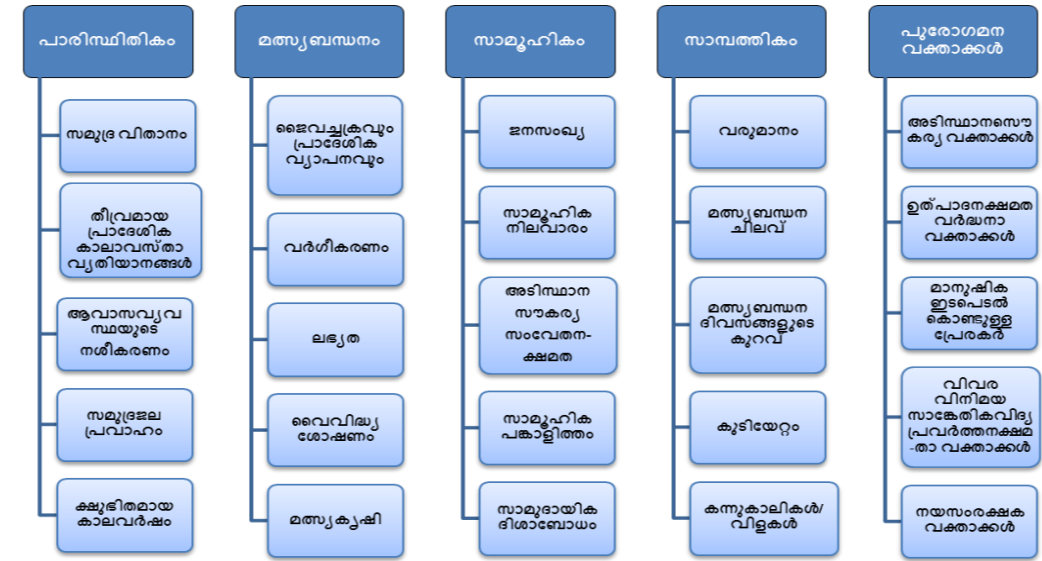 പാരിസ്ഥിതികം
സമുദ്ര വിതാനം
തീവ്രമായ
പ്രാദേശിക
കാലാവസ്താ
വ്യതിയാനങ്ങൾ
ആവാസവ്യവ
സ്ഥയുടെ
നശീകരണം
സമുദ്രജല
പ്രവാഹം
ക്ഷുഭിതമായ
കാലവർഷം
മത്സ്യബന്ധനം
ജൈവച്ചക്രവും
പ്രാദേശിക
വ്യാപനവും
വർഗീകരണം
ലഭ്യത
വൈവിദ്ധ്യ
ശോഷണം
മത്സ്യകൃഷി
സാമൂഹികം
ജനസംഖ്യ
സാമൂഹിക
നിലവാരം
അടിസ്ഥാന
സൗകര്യ
സംവേതന-
ക്ഷമത
സാമൂഹിക
പങ്കാളിത്തം
സാമുദായിക
ദിശാബോധം
സാമ്പത്തികം
വരുമാനം
മത്സ്യബന്ധന
ചിലവ്
മത്സ്യബന്ധന
ദിവസങ്ങളുടെ
കുറവ്
കുടിയേറ്റം
കന്നുകാലികൾ/
വിളകൾ
പുരോഗമന
വക്താക്കൾ
അടിസ്ഥാനസൌ
കര്യ വക്താക്കൾ
ഉത്പാദനക്ഷമത
വർദ്ധനാ
വക്താക്കൾ
മാനുഷിക
ഇടപെടൽ
കൊണ്ടുള്ള
പ്രേരകർ
വിവര
വിനിമയ
സാങ്കേതികവിദ്യ
പ്രവർത്തനക്ഷമ
-താ വക്താക്കൾ
നയസംരക്ഷക
വക്താക്കൾ